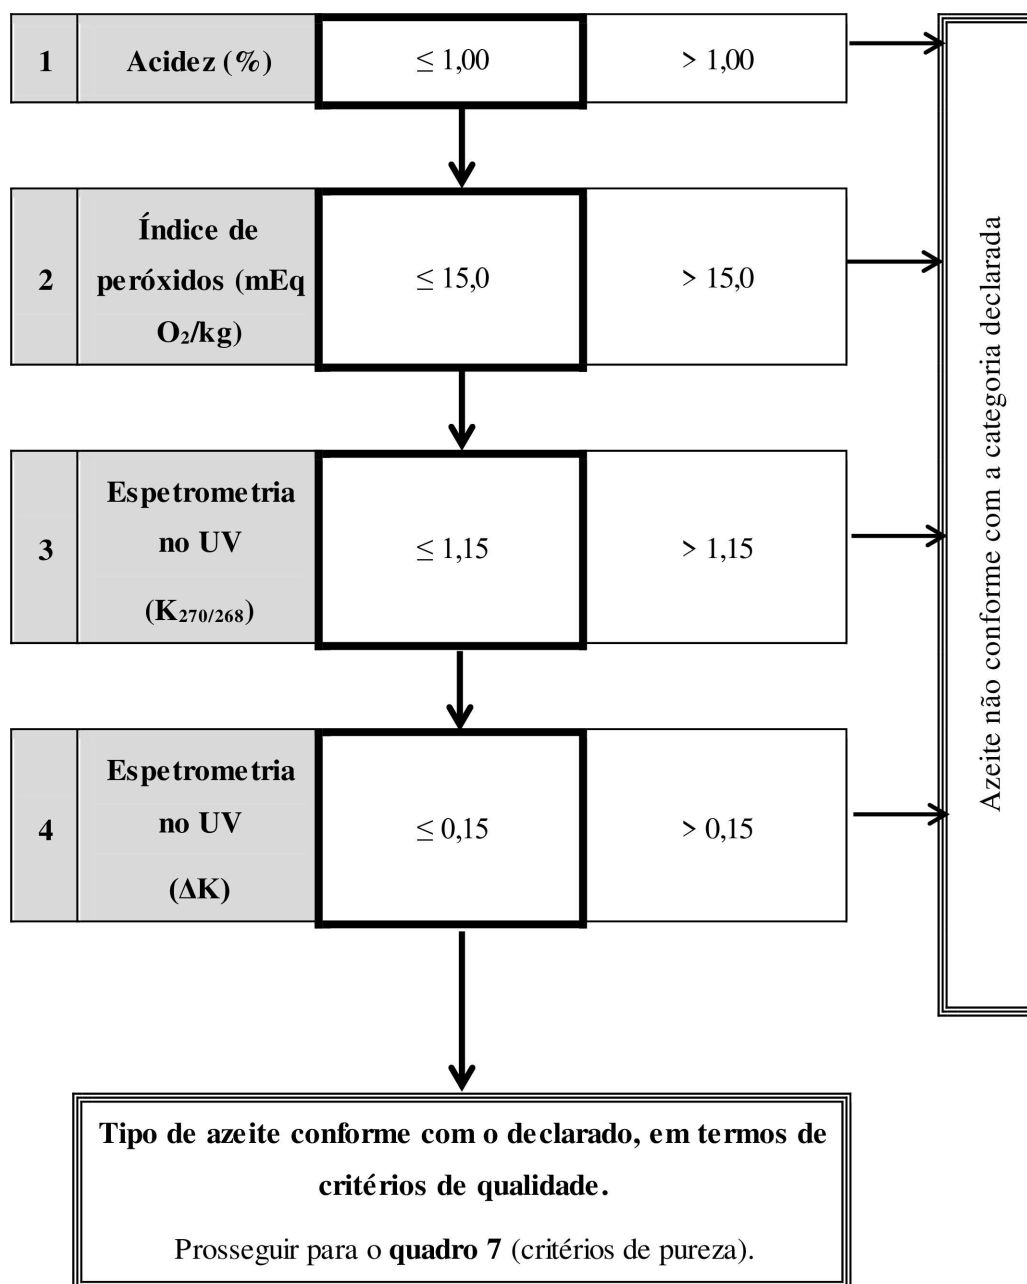 1 Acidez (%) ≤ 1,00 > 1,00
2 Índice de
peróxidos (mEq
O₂/kg) ≤ 15,0 > 15,0
3 Espetrometria
no UV
(K₂₇₀/₂₆₈) ≤ 1,15 > 1,15
4 Espetrometria
no UV
(ΔK) ≤ 0,15 > 0,15
Azeite não conforme com a categoria declarada
Tipo de azeite conforme com o declarado, em termos de
critérios de qualidade.
Prosseguir para o quadro 7 (critérios de pureza).